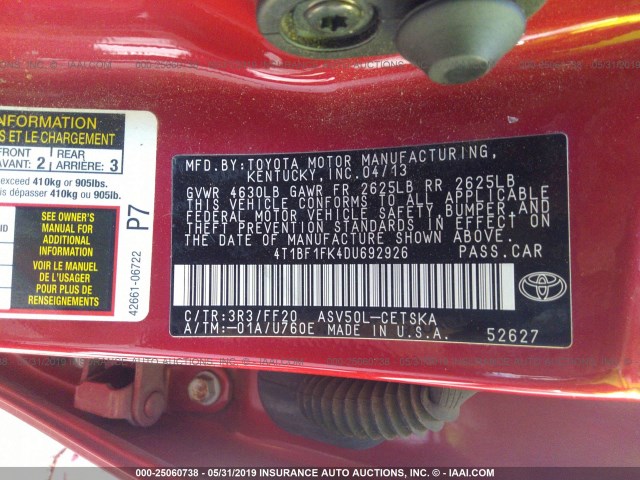 INFORMATION
S ET LE CHARGEMENT
FRONT
AVANT: 2
REAR
ARRIÈRE: 3
exceed 410kg or 905lbs.
dépasser 410kg ou 905lb.
SEE OWNER'S
MANUAL FOR
ADDITIONAL
INFORMATION
VOIR LE MANUEL
DE L'USAGER
POUR PLUS DE
RENSEIGNEMENTS
P7
42661-06722
MFD.BY:TOYOTA MOTOR MANUFACTURING,
KENTUCKY,INC.04/13
GVWR 4630LB GAWR FR 2625LB RR 2625LB
THIS VEHICLE CONFORMS TO ALL APPLICABLE
FEDERAL MOTOR VEHICLE SAFETY, BUMPER, AND
THEFT PREVENTION STANDARDS IN EFFECT ON
THE DATE OF MANUFACTURE SHOWN ABOVE.
4T1BF1FK4DU692926 PASS.CAR
C/TR:3R3/FF20 ASV50L-CETSKA
A/TM:-01A/U760E MADE IN U.S.A.
TOYOTA
52627
000-25060738 - 05/31/2019 INSURANCE AUTO AUCTIONS, INC. - © IAAI.COM